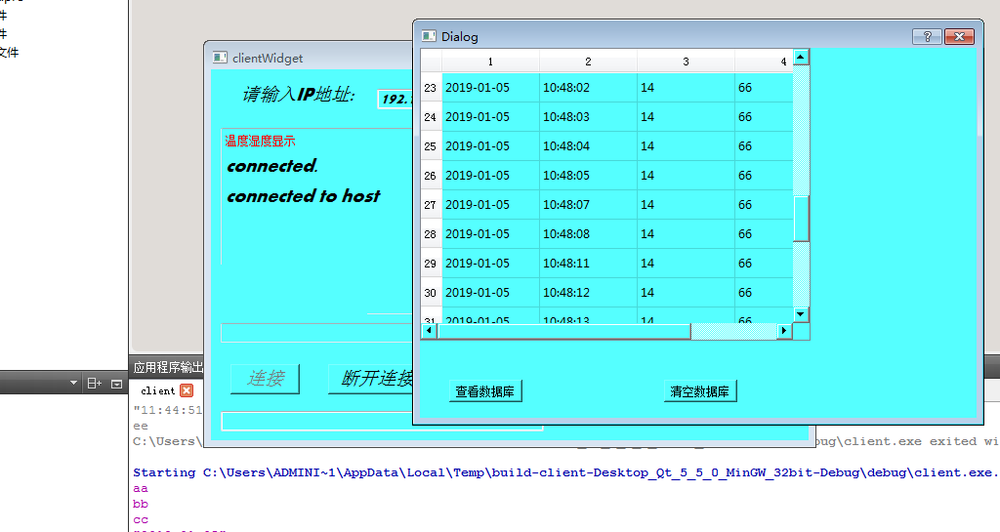 件
件
文件
Dialog
clientWidget
请输入IP地址:
192.1
温度湿度显示
connected.
connected to host
连接
断开连接
1 2 3 4
23 2019-01-05 10:48:02 14 66
24 2019-01-05 10:48:03 14 66
25 2019-01-05 10:48:04 14 66
26 2019-01-05 10:48:05 14 66
27 2019-01-05 10:48:07 14 66
28 2019-01-05 10:48:08 14 66
29 2019-01-05 10:48:11 14 66
30 2019-01-05 10:48:12 14 66
31 2019-01-05 10:48:13 14 66
查看数据库 清空数据库
应用程序输出
client
"11:44:51
ee
C:\Users\ bug\client.exe exited wi
Starting C:\Users\ADMINI~1\AppData\Local\Temp\build-client-Desktop_Qt_5_5_0_MinGW_32bit-Debug\debug\client.exe.
aa
bb
cc